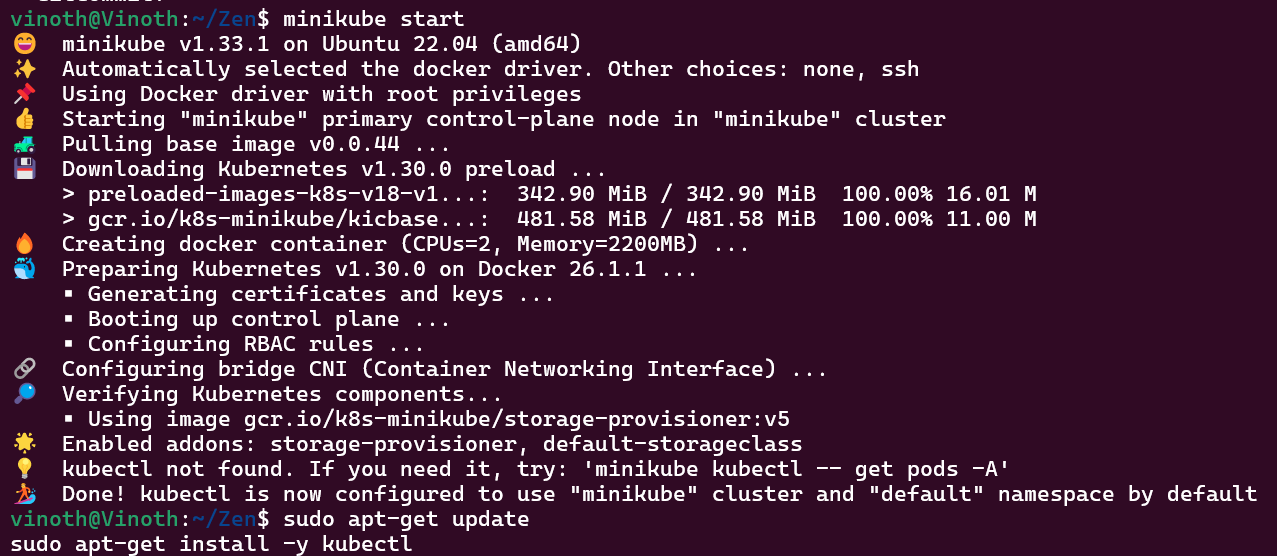 vinoth@Vinoth:~/Zen$ minikube start
😄 minikube v1.33.1 on Ubuntu 22.04 (amd64)
✨ Automatically selected the docker driver. Other choices: none, ssh
📌 Using Docker driver with root privileges
👍 Starting "minikube" primary control-plane node in "minikube" cluster
🚜 Pulling base image v0.0.44 ...
💾 Downloading Kubernetes v1.30.0 preload ...
> preloaded-images-k8s-v18-v1...: 342.90 MiB / 342.90 MiB 100.00% 16.01 M
> gcr.io/k8s-minikube/kicbase...: 481.58 MiB / 481.58 MiB 100.00% 11.00 M
🔥 Creating docker container (CPUs=2, Memory=2200MB) ...
🐳 Preparing Kubernetes v1.30.0 on Docker 26.1.1 ...
▪ Generating certificates and keys ...
▪ Booting up control plane ...
▪ Configuring RBAC rules ...
🔗 Configuring bridge CNI (Container Networking Interface) ...
🔎 Verifying Kubernetes components...
▪ Using image gcr.io/k8s-minikube/storage-provisioner:v5
🌟 Enabled addons: storage-provisioner, default-storageclass
💡 kubectl not found. If you need it, try: 'minikube kubectl -- get pods -A'
🏄 Done! kubectl is now configured to use "minikube" cluster and "default" namespace by default
vinoth@Vinoth:~/Zen$ sudo apt-get update
sudo apt-get install -y kubectl